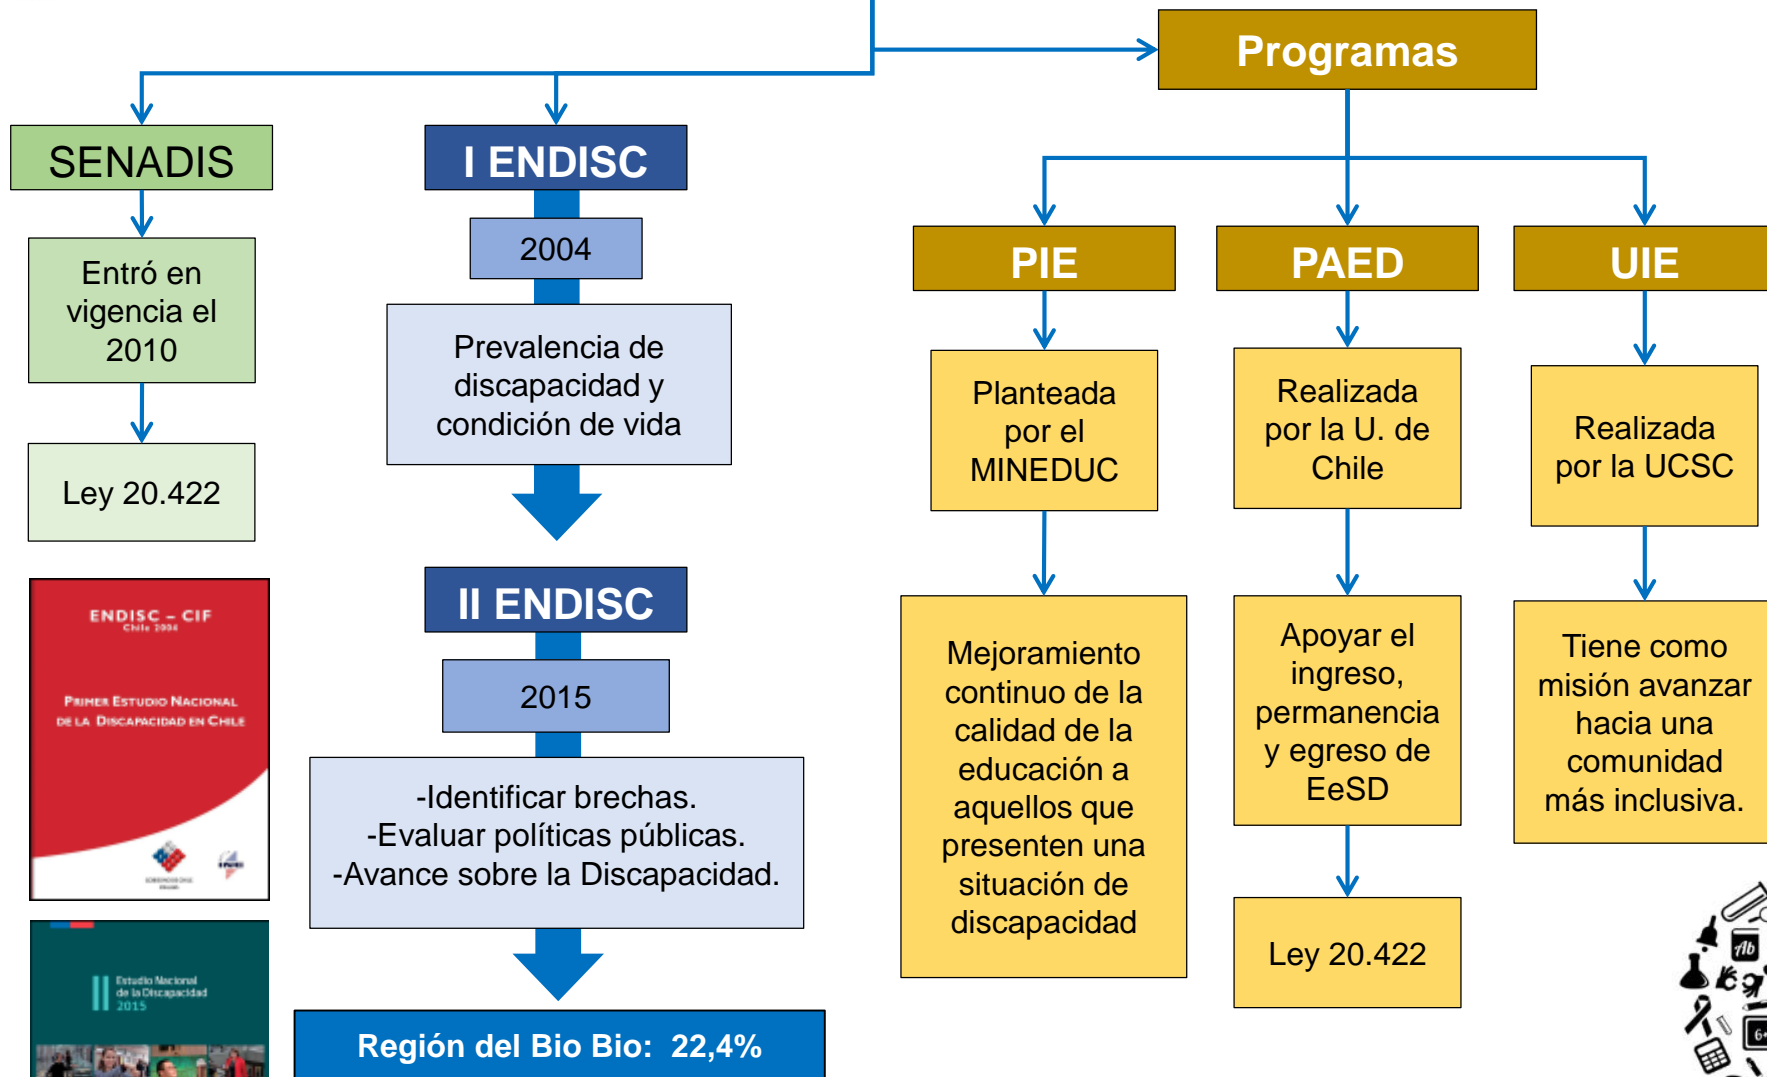 Programas
SENADIS
Entró en
vigencia el
2010
Ley 20.422
ENDISC – CIF
Chile 2004
PRIMER ESTUDIO NACIONAL
DE LA DISCAPACIDAD EN CHILE
II Estudio Nacional
de la Discapacidad
2015
I ENDISC
2004
Prevalencia de
discapacidad y
condición de vida
II ENDISC
2015
-Identificar brechas.
-Evaluar políticas públicas.
-Avance sobre la Discapacidad.
Región del Bio Bio: 22,4%
PIE
Planteada
por el
MINEDUC
Mejoramiento
continuo de la
calidad de la
educación a
aquellos que
presenten una
situación de
discapacidad
PAED
Realizada
por la U. de
Chile
Apoyar el
ingreso,
permanencia
y egreso de
EeSD
Ley 20.422
UIE
Realizada
por la UCSC
Tiene como
misión avanzar
hacia una
comunidad
más inclusiva.
Ab